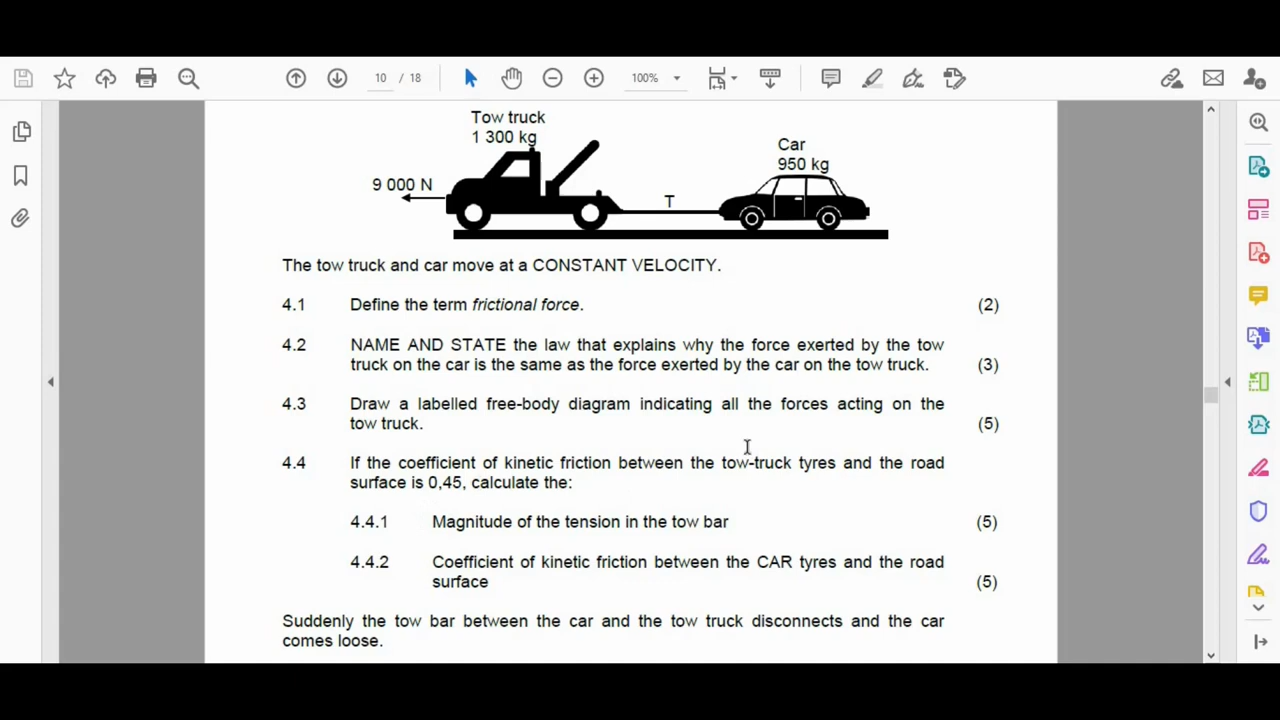 10 / 18
100%
Tow truck
1 300 kg
Car
950 kg
9 000 N
T
The tow truck and car move at a CONSTANT VELOCITY.
4.1 Define the term frictional force. (2)
4.2 NAME AND STATE the law that explains why the force exerted by the tow
truck on the car is the same as the force exerted by the car on the tow truck. (3)
4.3 Draw a labelled free-body diagram indicating all the forces acting on the
tow truck. (5)
4.4 If the coefficient of kinetic friction between the tow-truck tyres and the road
surface is 0,45, calculate the:
4.4.1 Magnitude of the tension in the tow bar (5)
4.4.2 Coefficient of kinetic friction between the CAR tyres and the road
surface (5)
Suddenly the tow bar between the car and the tow truck disconnects and the car
comes loose.